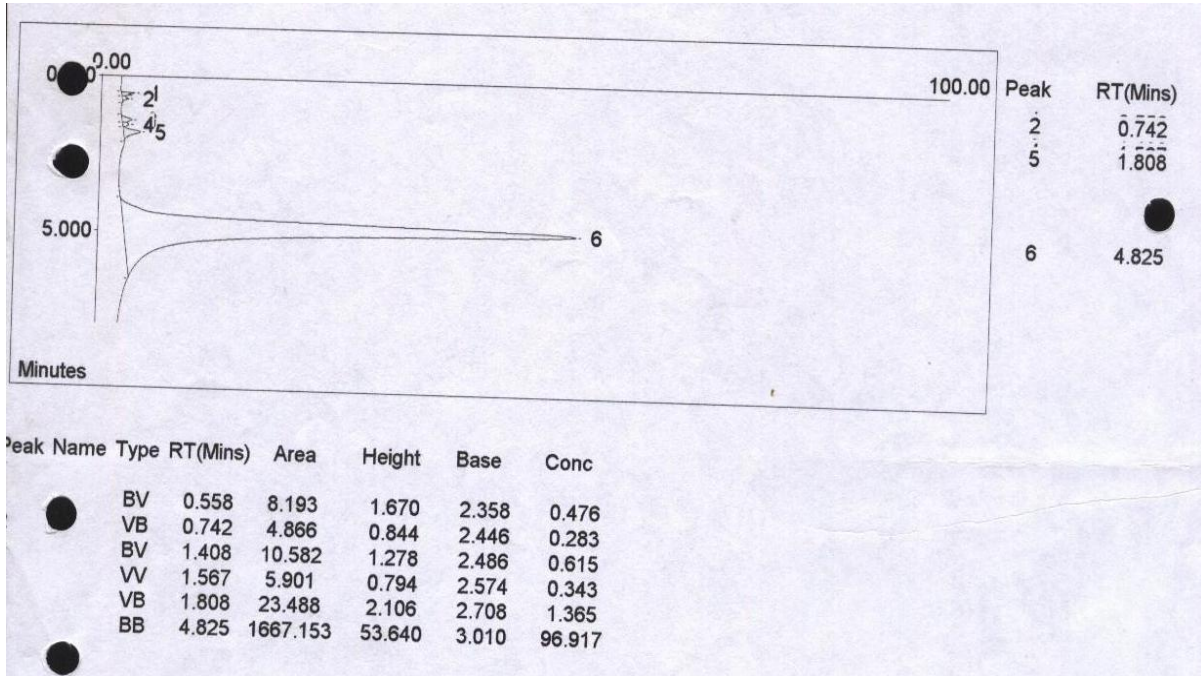 0.00
100.00 Peak RT(Mins)
2 0.742
4 5
5 1.808
5.000
6
6 4.825
Minutes
Peak Name Type RT(Mins) Area Height Base Conc
BV 0.558 8.193 1.670 2.358 0.476
VB 0.742 4.866 0.844 2.446 0.283
BV 1.408 10.582 1.278 2.486 0.615
VV 1.567 5.901 0.794 2.574 0.343
VB 1.808 23.488 2.106 2.708 1.365
BB 4.825 1667.153 53.640 3.010 96.917